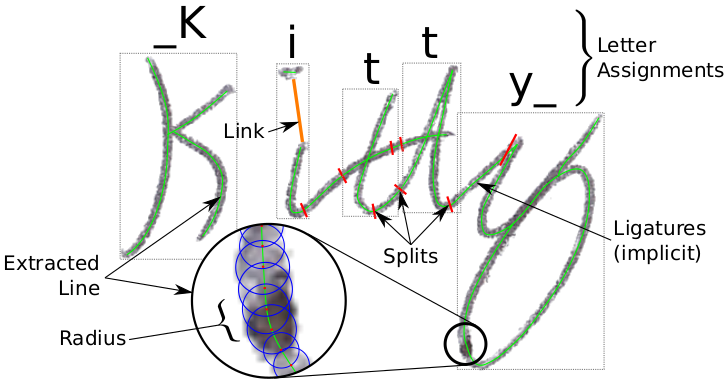 _K i t t y_
Letter
Assignments
Link
Kitty
Splits
Ligatures
(implicit)
Extracted
Line
Radius